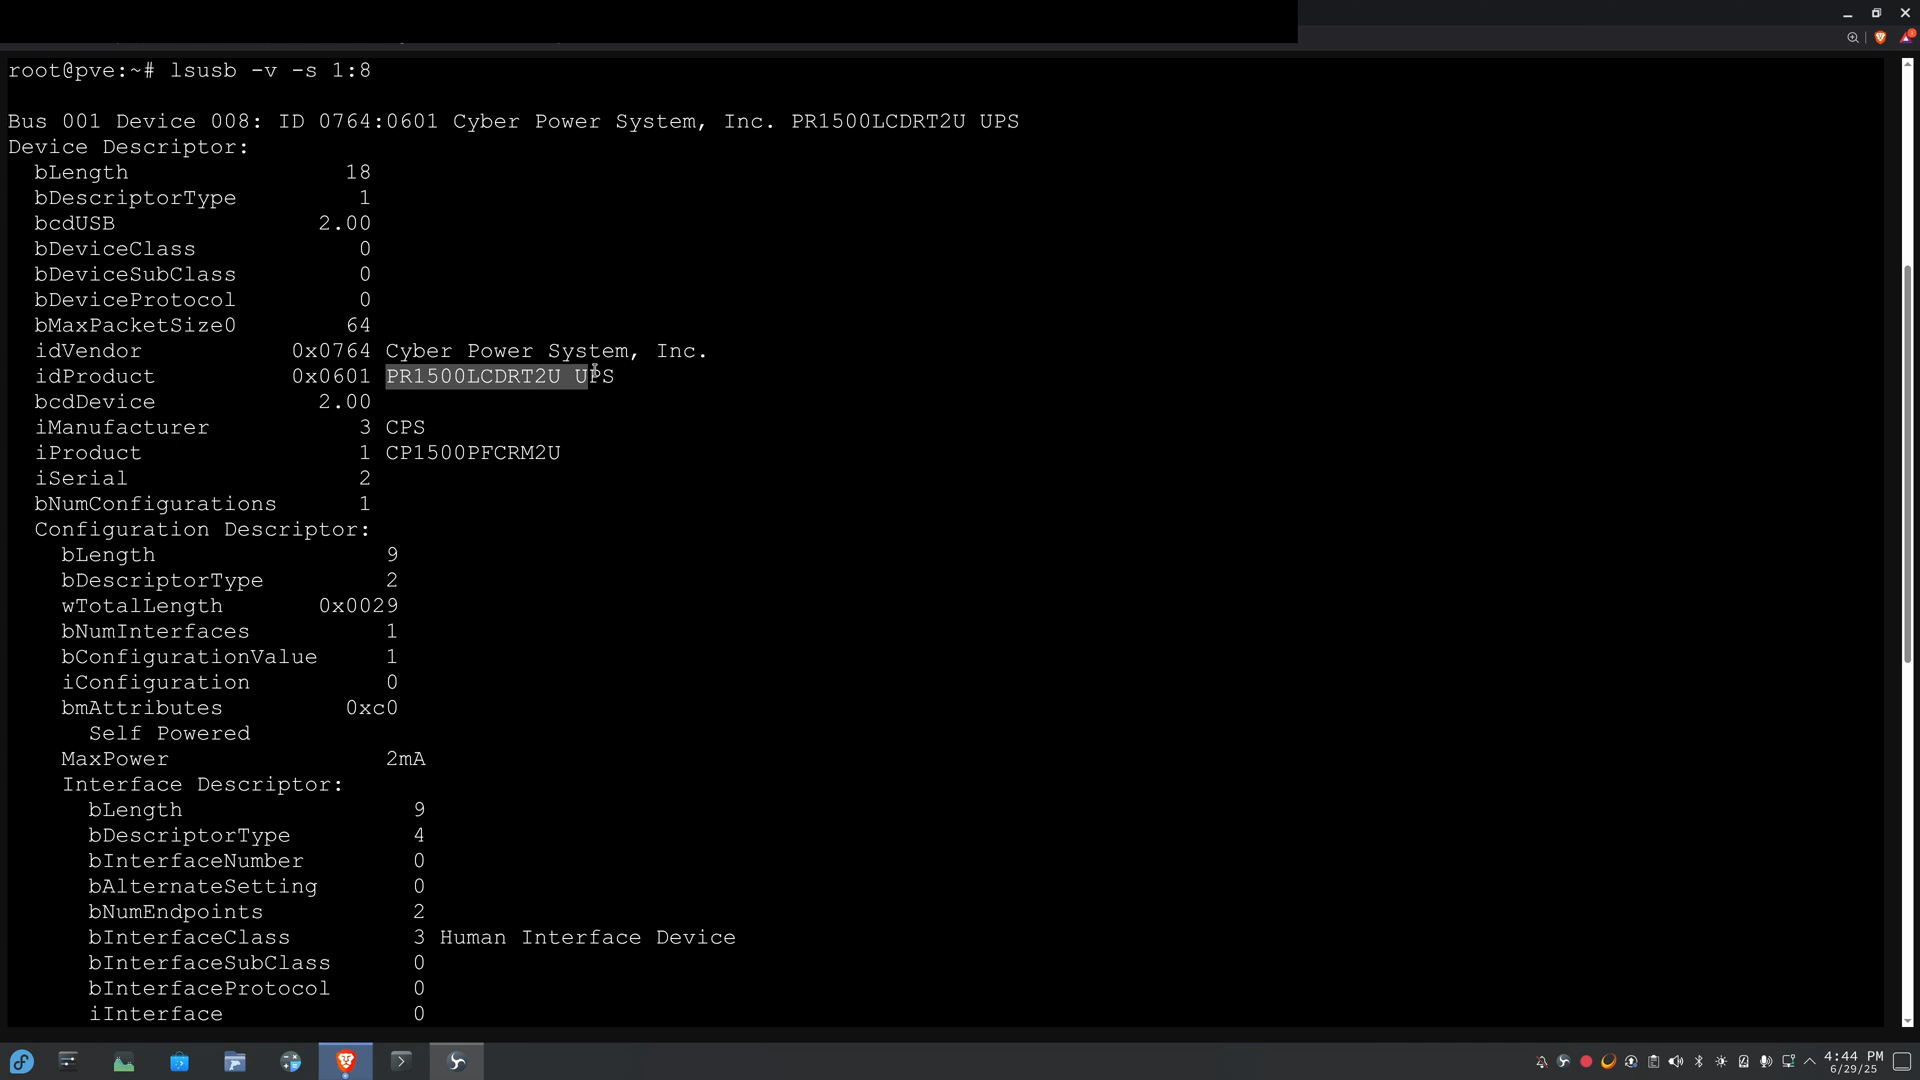 root@pve:~# lsusb -v -s 1:8
Bus 001 Device 008: ID 0764:0601 Cyber Power System, Inc. PR1500LCDRT2U UPS
Device Descriptor:
bLength 18
bDescriptorType 1
bcdUSB 2.00
bDeviceClass 0
bDeviceSubClass 0
bDeviceProtocol 0
bMaxPacketSize0 64
idVendor 0x0764 Cyber Power System, Inc.
idProduct 0x0601 PR1500LCDRT2U UPS
bcdDevice 2.00
iManufacturer 3 CPS
iProduct 1 CP1500PFCRM2U
iSerial 2
bNumConfigurations 1
Configuration Descriptor:
bLength 9
bDescriptorType 2
wTotalLength 0x0029
bNumInterfaces 1
bConfigurationValue 1
iConfiguration 0
bmAttributes 0xc0
Self Powered
MaxPower 2mA
Interface Descriptor:
bLength 9
bDescriptorType 4
bInterfaceNumber 0
bAlternateSetting 0
bNumEndpoints 2
bInterfaceClass 3 Human Interface Device
bInterfaceSubClass 0
bInterfaceProtocol 0
iInterface 0
4:44 PM
6/29/25